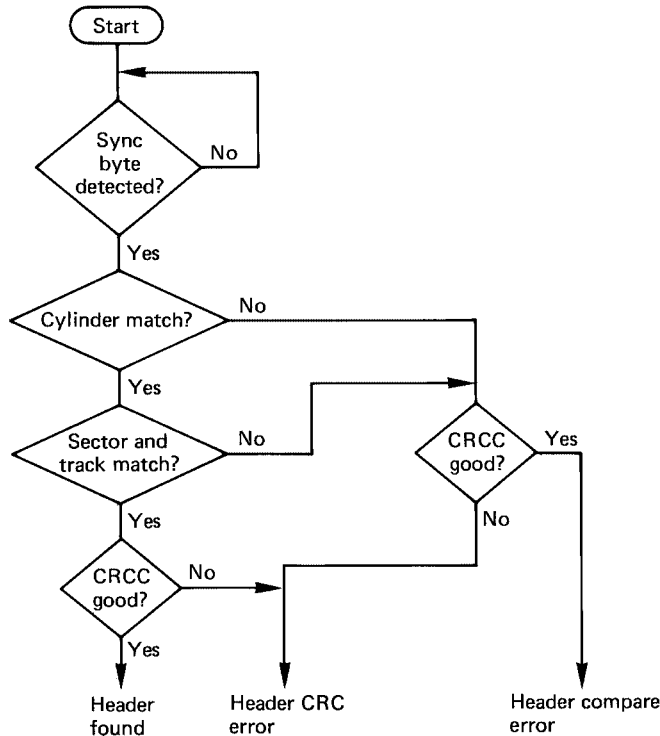 Start
Sync
byte
detected?
No
Yes
Cylinder match?
No
Yes
Sector and
track match?
No
CRCC
good?
Yes
No
Yes
CRCC
good?
No
Yes
Header
found
Header CRC
error
Header compare
error